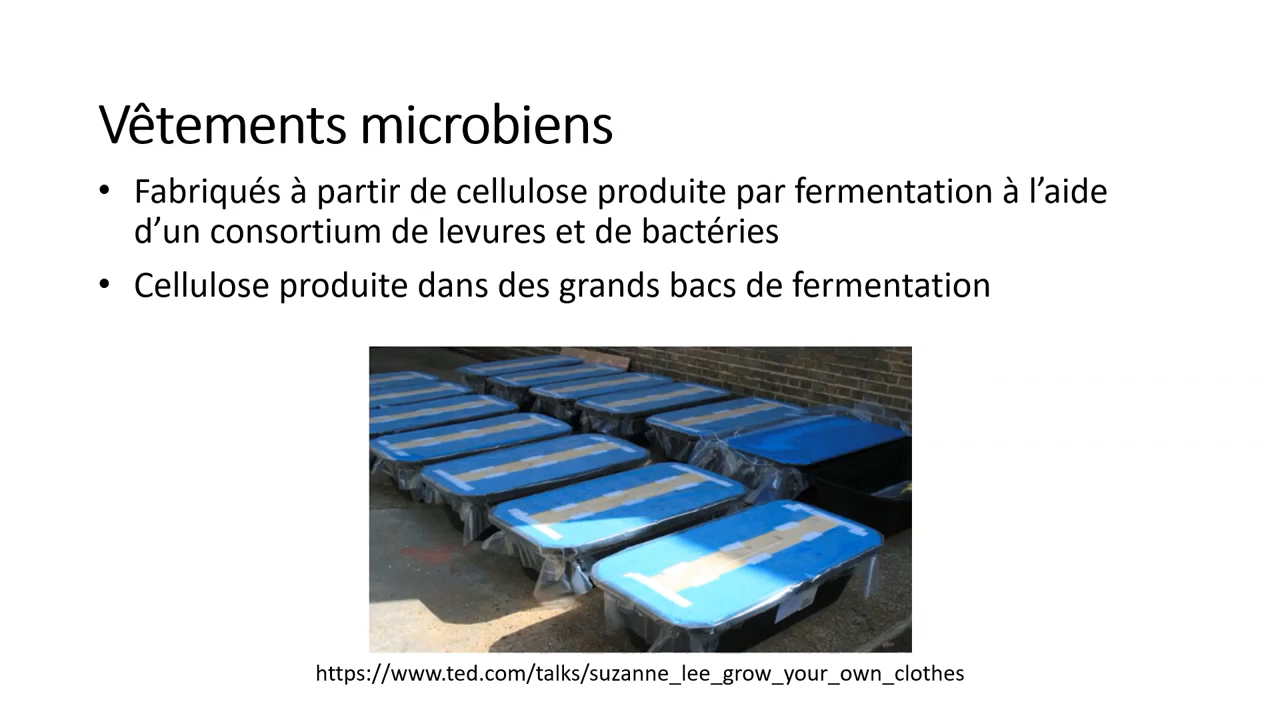 Vêtements microbiens
• Fabriqués à partir de cellulose produite par fermentation à l’aide
d’un consortium de levures et de bactéries
• Cellulose produite dans des grands bacs de fermentation
https://www.ted.com/talks/suzanne_lee_grow_your_own_clothes